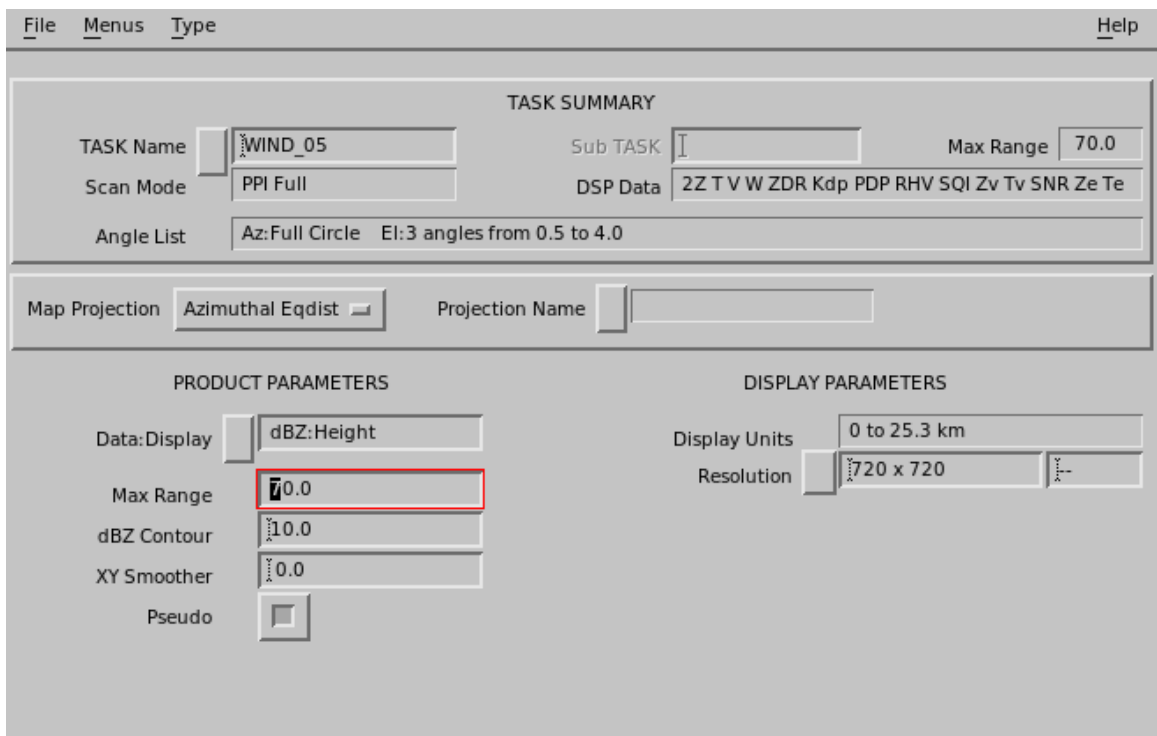 File Menus Type Help
TASK SUMMARY
TASK Name WIND_05 Sub TASK Max Range 70.0
Scan Mode PPI Full DSP Data 2Z T V W ZDR Kdp PDP RHV SQI Zv Tv SNR Ze Te
Angle List Az:Full Circle El:3 angles from 0.5 to 4.0
Map Projection Azimuthal Eqdist Projection Name
PRODUCT PARAMETERS DISPLAY PARAMETERS
Data:Display dBZ:Height Display Units 0 to 25.3 km
Max Range 70.0 Resolution 720 x 720 --
dBZ Contour 10.0
XY Smoother 0.0
Pseudo